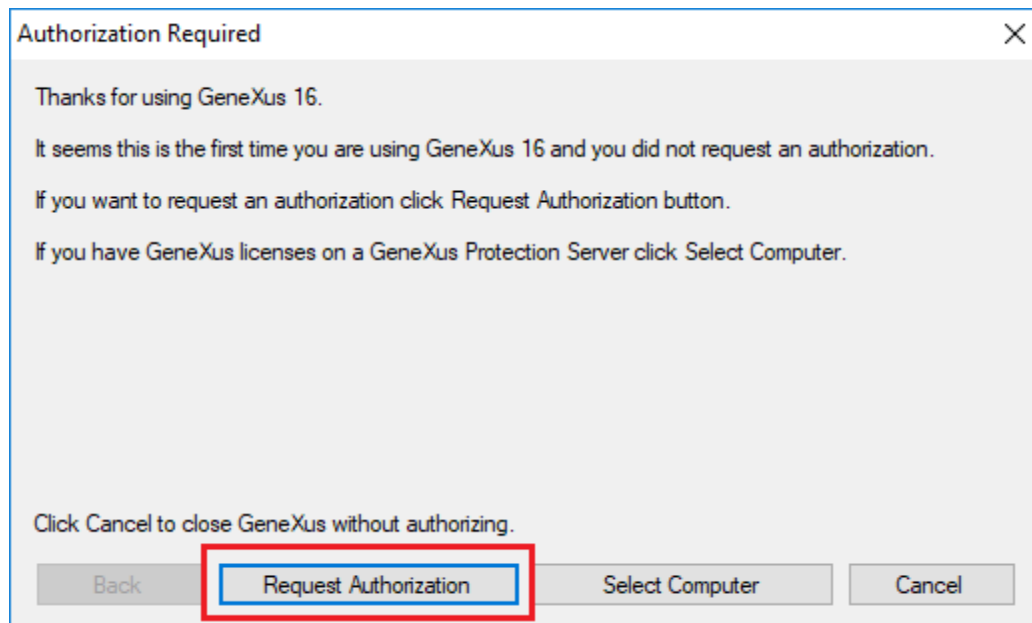 Authorization Required
Thanks for using GeneXus 16.
It seems this is the first time you are using GeneXus 16 and you did not request an authorization.
If you want to request an authorization click Request Authorization button.
If you have GeneXus licenses on a GeneXus Protection Server click Select Computer.
Click Cancel to close GeneXus without authorizing.
Back Request Authorization Select Computer Cancel